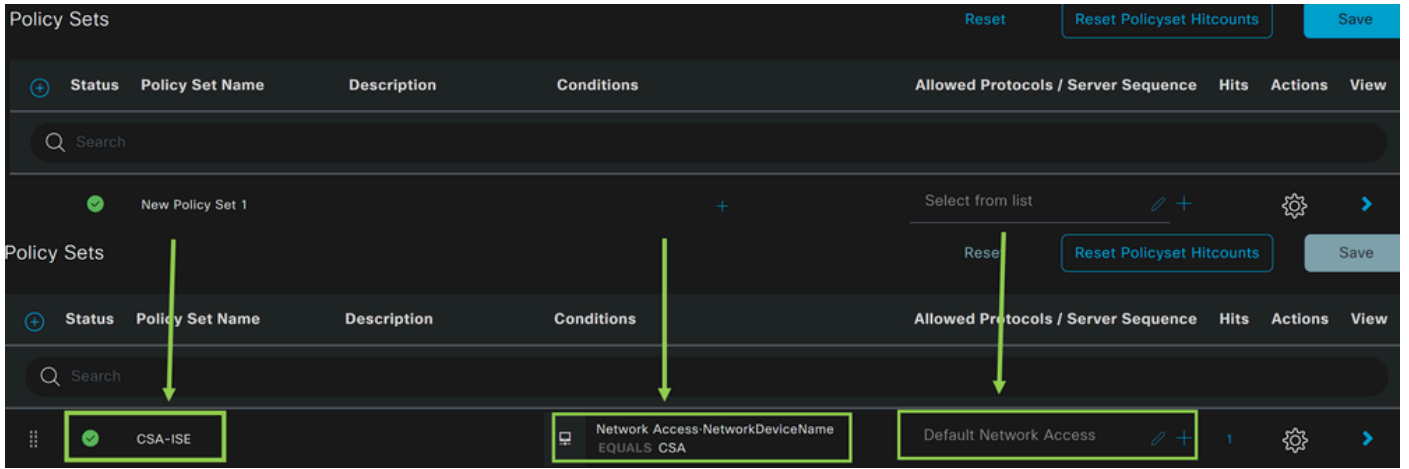 Policy Sets Reset Reset Policyset Hitcounts Save
Status Policy Set Name Description Conditions Allowed Protocols / Server Sequence Hits Actions View
Search
New Policy Set 1 Select from list
Policy Sets Rese Reset Policyset Hitcounts Save
Status Policy Set Name Description Conditions Allowed Protocols / Server Sequence Hits Actions View
Search
CSA-ISE Network Access·NetworkDeviceName Default Network Access 1
EQUALS CSA